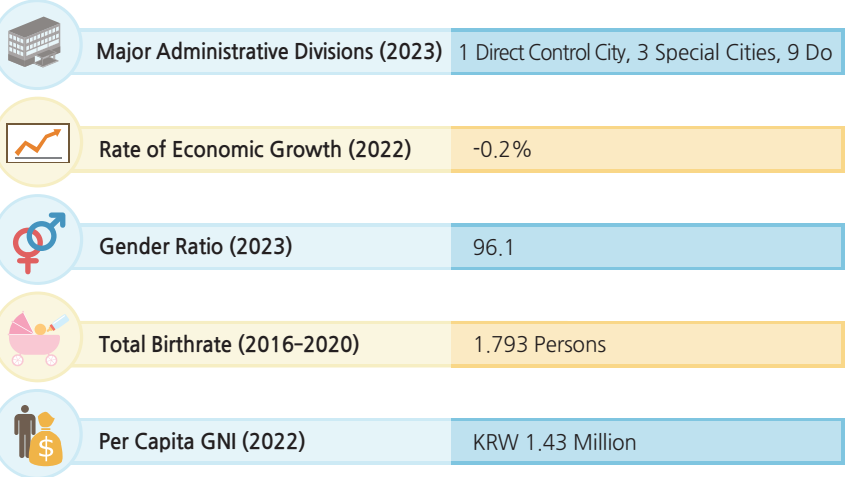 Major Administrative Divisions (2023) 1 Direct Control City, 3 Special Cities, 9 Do
Rate of Economic Growth (2022) -0.2%
Gender Ratio (2023) 96.1
Total Birthrate (2016–2020) 1.793 Persons
Per Capita GNI (2022) KRW 1.43 Million
$